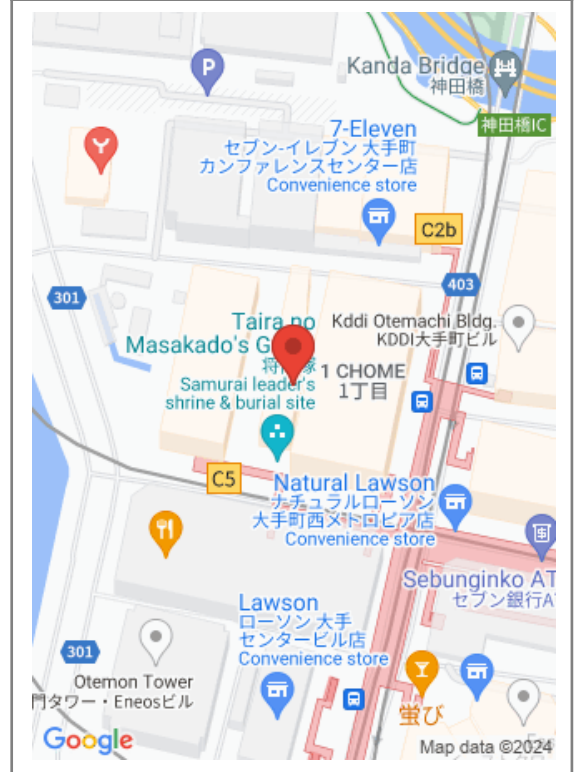 P
Kanda Bridge
神田橋
神田橋IC
7-Eleven
セブン-イレブン 大手町
カンファレンスセンター店
Convenience store
C2b
403
301
Taira no
Masakado's G
Kddi Otemachi Bldg.
KDDI大手町ビル
Samurai leader's
shrine & burial site
1 CHOME
1丁目
C5
Natural Lawson
ナチュラルローソン
大手町西メトロピア店
Convenience store
Sebunginko AT
セブン銀行A
Lawson
ローソン 大手
センタービル店
Convenience store
301
Otemon Tower
門タワー・Eneosビル
蛍び
Google
Map data ©2024